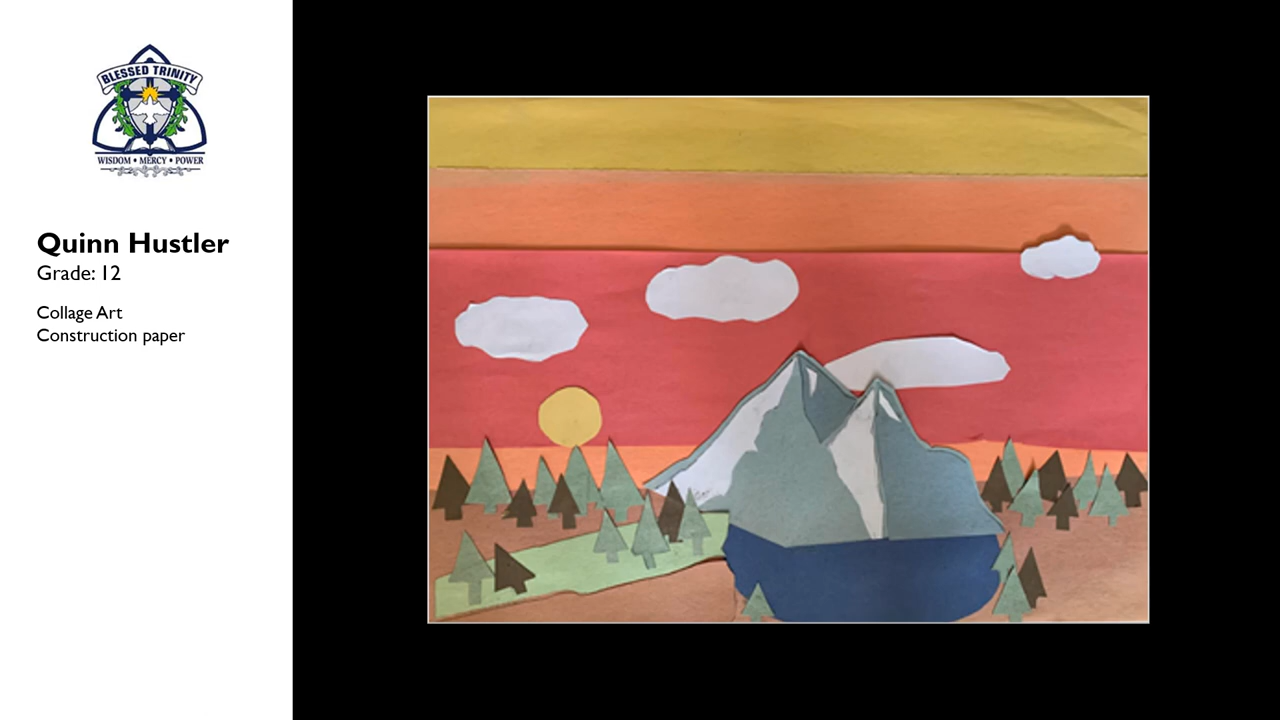 BLESSED TRINITY
WISDOM • MERCY • POWER
Quinn Hustler
Grade: 12
Collage Art
Construction paper